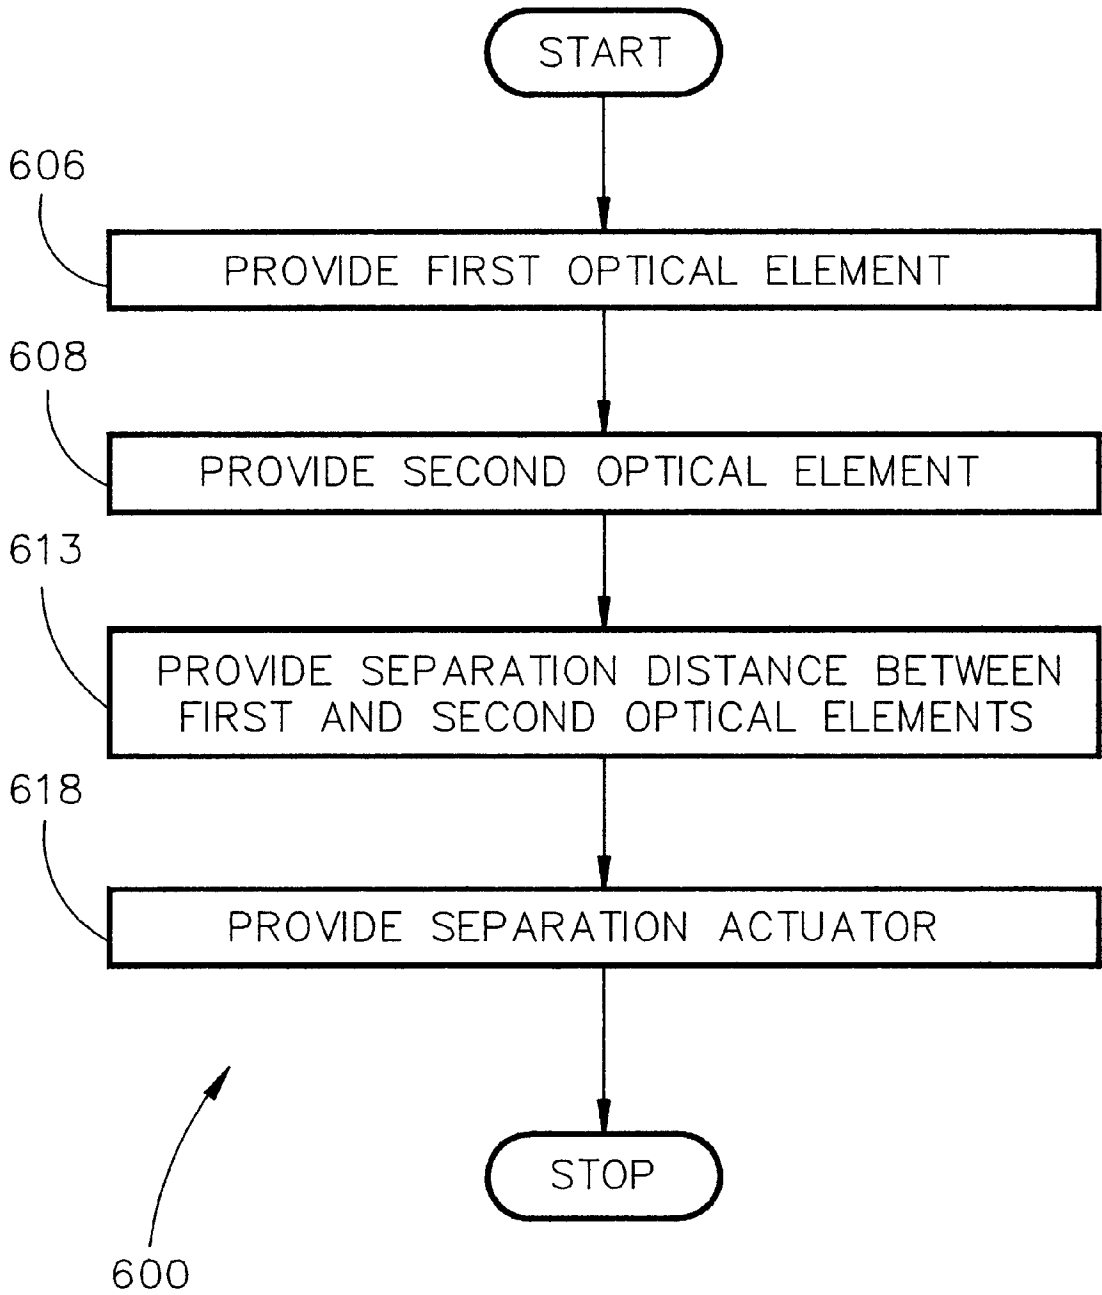 START
606
PROVIDE FIRST OPTICAL ELEMENT
608
PROVIDE SECOND OPTICAL ELEMENT
613
PROVIDE SEPARATION DISTANCE BETWEEN
FIRST AND SECOND OPTICAL ELEMENTS
618
PROVIDE SEPARATION ACTUATOR
STOP
600